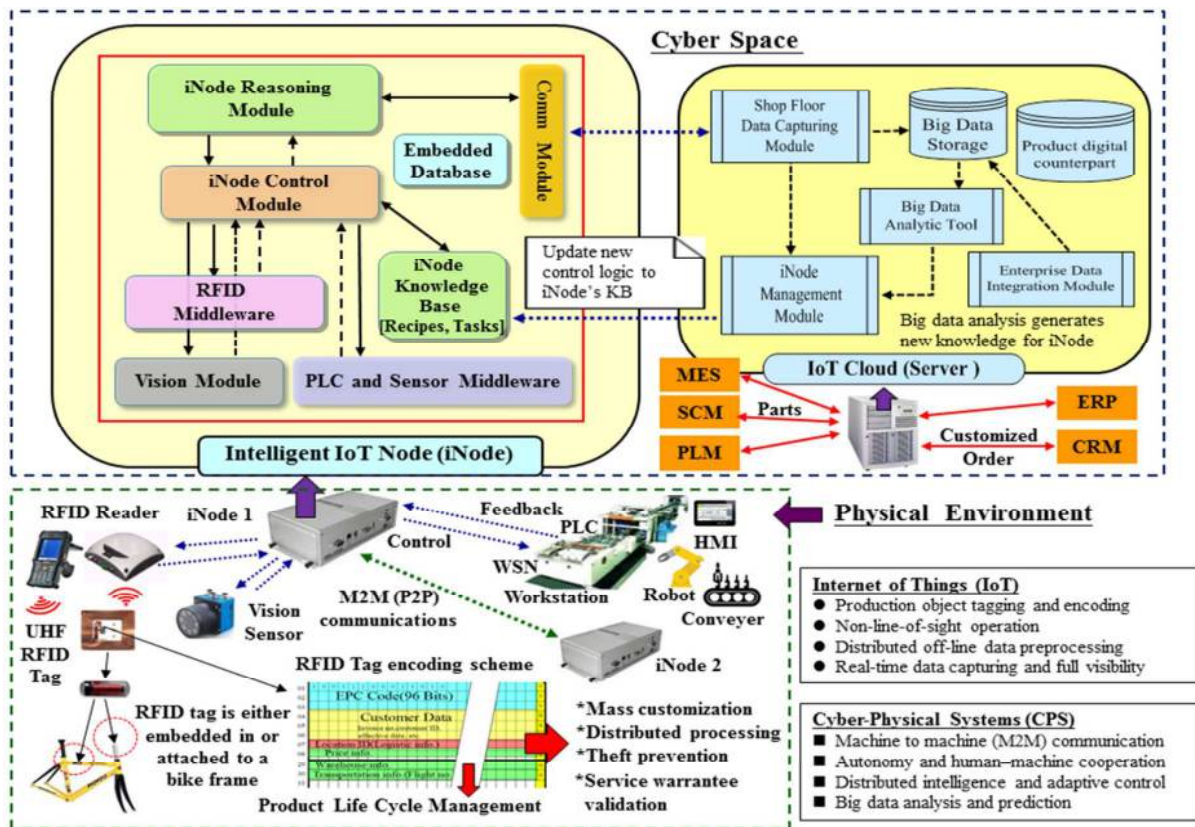 Cyber Space
iNode Reasoning
Module
Comm Module
Embedded
Database
iNode Control
Module
RFID
Middleware
iNode
Knowledge
Base
[Recipes, Tasks]
Vision Module
PLC and Sensor Middleware
Intelligent IoT Node (iNode)
Update new
control logic to
iNode's KB
Shop Floor
Data Capturing
Module
Big Data
Storage
Product digital
counterpart
Big Data
Analytic Tool
iNode
Management
Module
Enterprise Data
Integration Module
Big data analysis generates
new knowledge for iNode
IoT Cloud (Server )
MES
SCM
PLM
Parts
ERP
Customized
Order
CRM
RFID Reader
iNode 1
Feedback
Control
PLC
WSN
Workstation
HMI
Robot
Conveyer
Physical Environment
UHF
RFID
Tag
Vision
Sensor
M2M (P2P)
communications
iNode 2
RFID Tag encoding scheme
EPC Code(96 Bits)
Customer Data
effective date, etc
Location ID(Logistic info.)
Price info
Warehouse info
Transportation info (Flight no
RFID tag is either
embedded in or
attached to a
bike frame
*Mass customization
*Distributed processing
*Theft prevention
*Service warrantee
validation
Product Life Cycle Management
Internet of Things (IoT)
● Production object tagging and encoding
● Non-line-of-sight operation
● Distributed off-line data preprocessing
● Real-time data capturing and full visibility
Cyber-Physical Systems (CPS)
■ Machine to machine (M2M) communication
■ Autonomy and human–machine cooperation
■ Distributed intelligence and adaptive control
■ Big data analysis and prediction